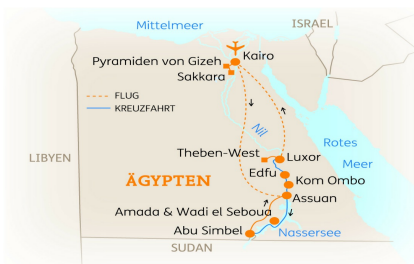 Mittelmeer
ISRAEL
Kairo
Pyramiden von Gizeh
Sakkara
FLUG
KREUZFAHRT
Nil
Rotes
Meer
LIBYEN
Theben-West
Luxor
Edfu
ÄGYPTEN
Kom Ombo
Assuan
Amada & Wadi el Seboua
Abu Simbel
Nassersee
SUDAN